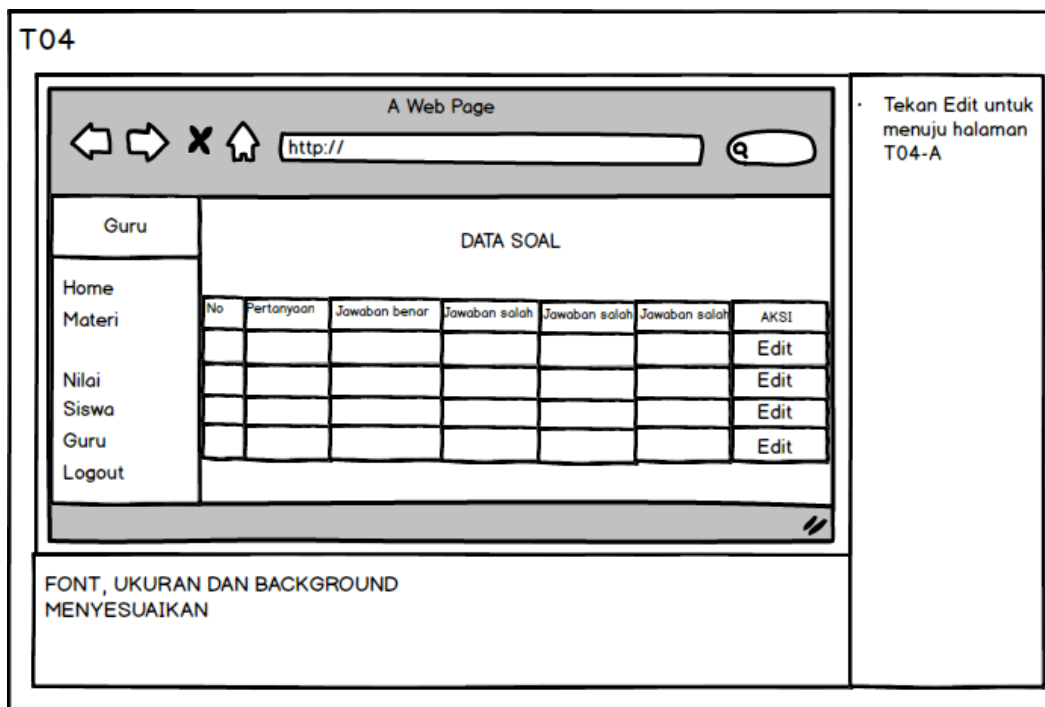 T04
A Web Page
http://
Guru
DATA SOAL
Home
Materi
Nilai
Siswa
Guru
Logout
No Pertanyaan Jawaban benar Jawaban salah Jawaban salah Jawaban salah AKSI
Edit
Edit
Edit
Edit
· Tekan Edit untuk
menuju halaman
T04-A
FONT, UKURAN DAN BACKGROUND
MENYESUAIKAN